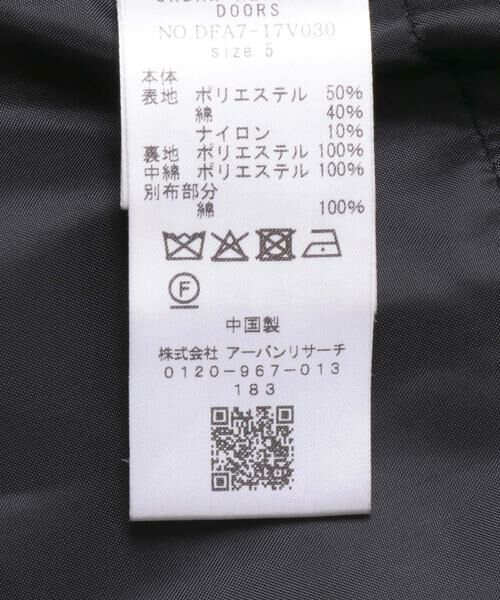 DOORS
NO.DFA7-17V030
size 5
本体
表地 ポリエステル 50%
綿 40%
ナイロン 10%
裏地 ポリエステル 100%
中綿 ポリエステル 100%
別布部分
綿 100%
F
中国製
株式会社 アーバンリサーチ
0120-967-013
183